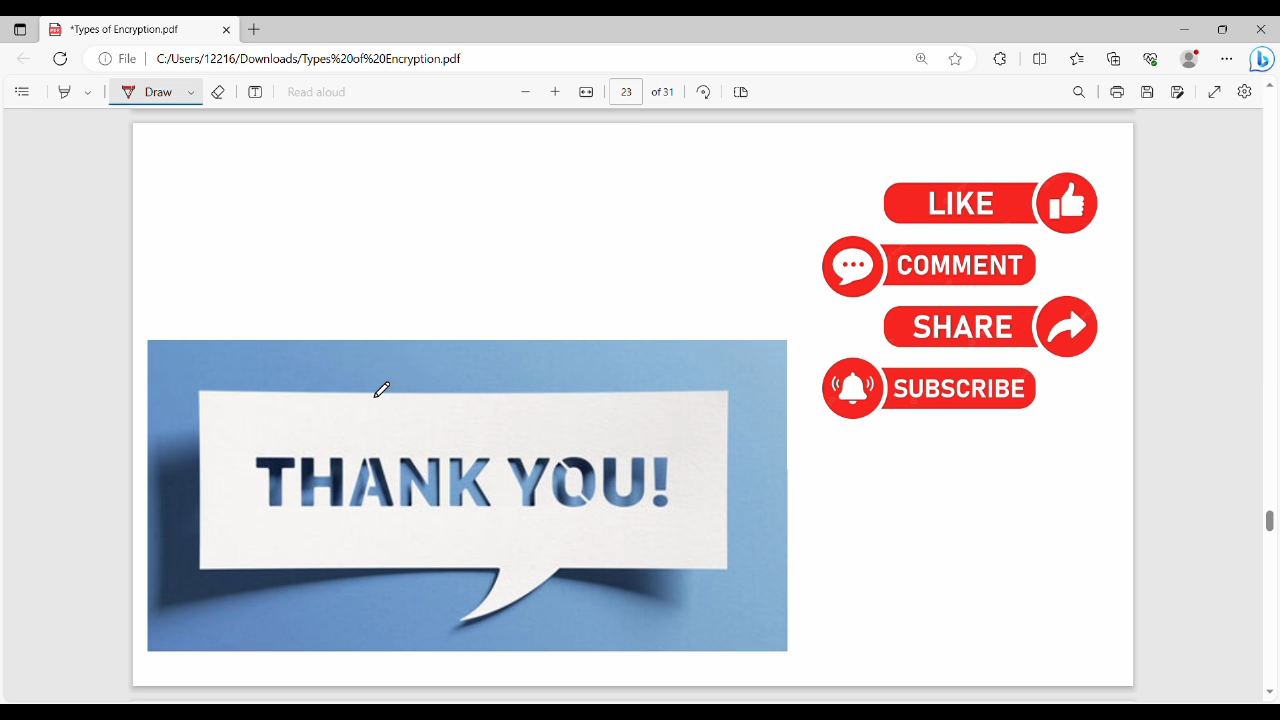 *Types of Encryption.pdf
File C:/Users/12216/Downloads/Types%20of%20Encryption.pdf
Draw Read aloud 23 of 31
LIKE
COMMENT
SHARE
SUBSCRIBE
THANK YOU!